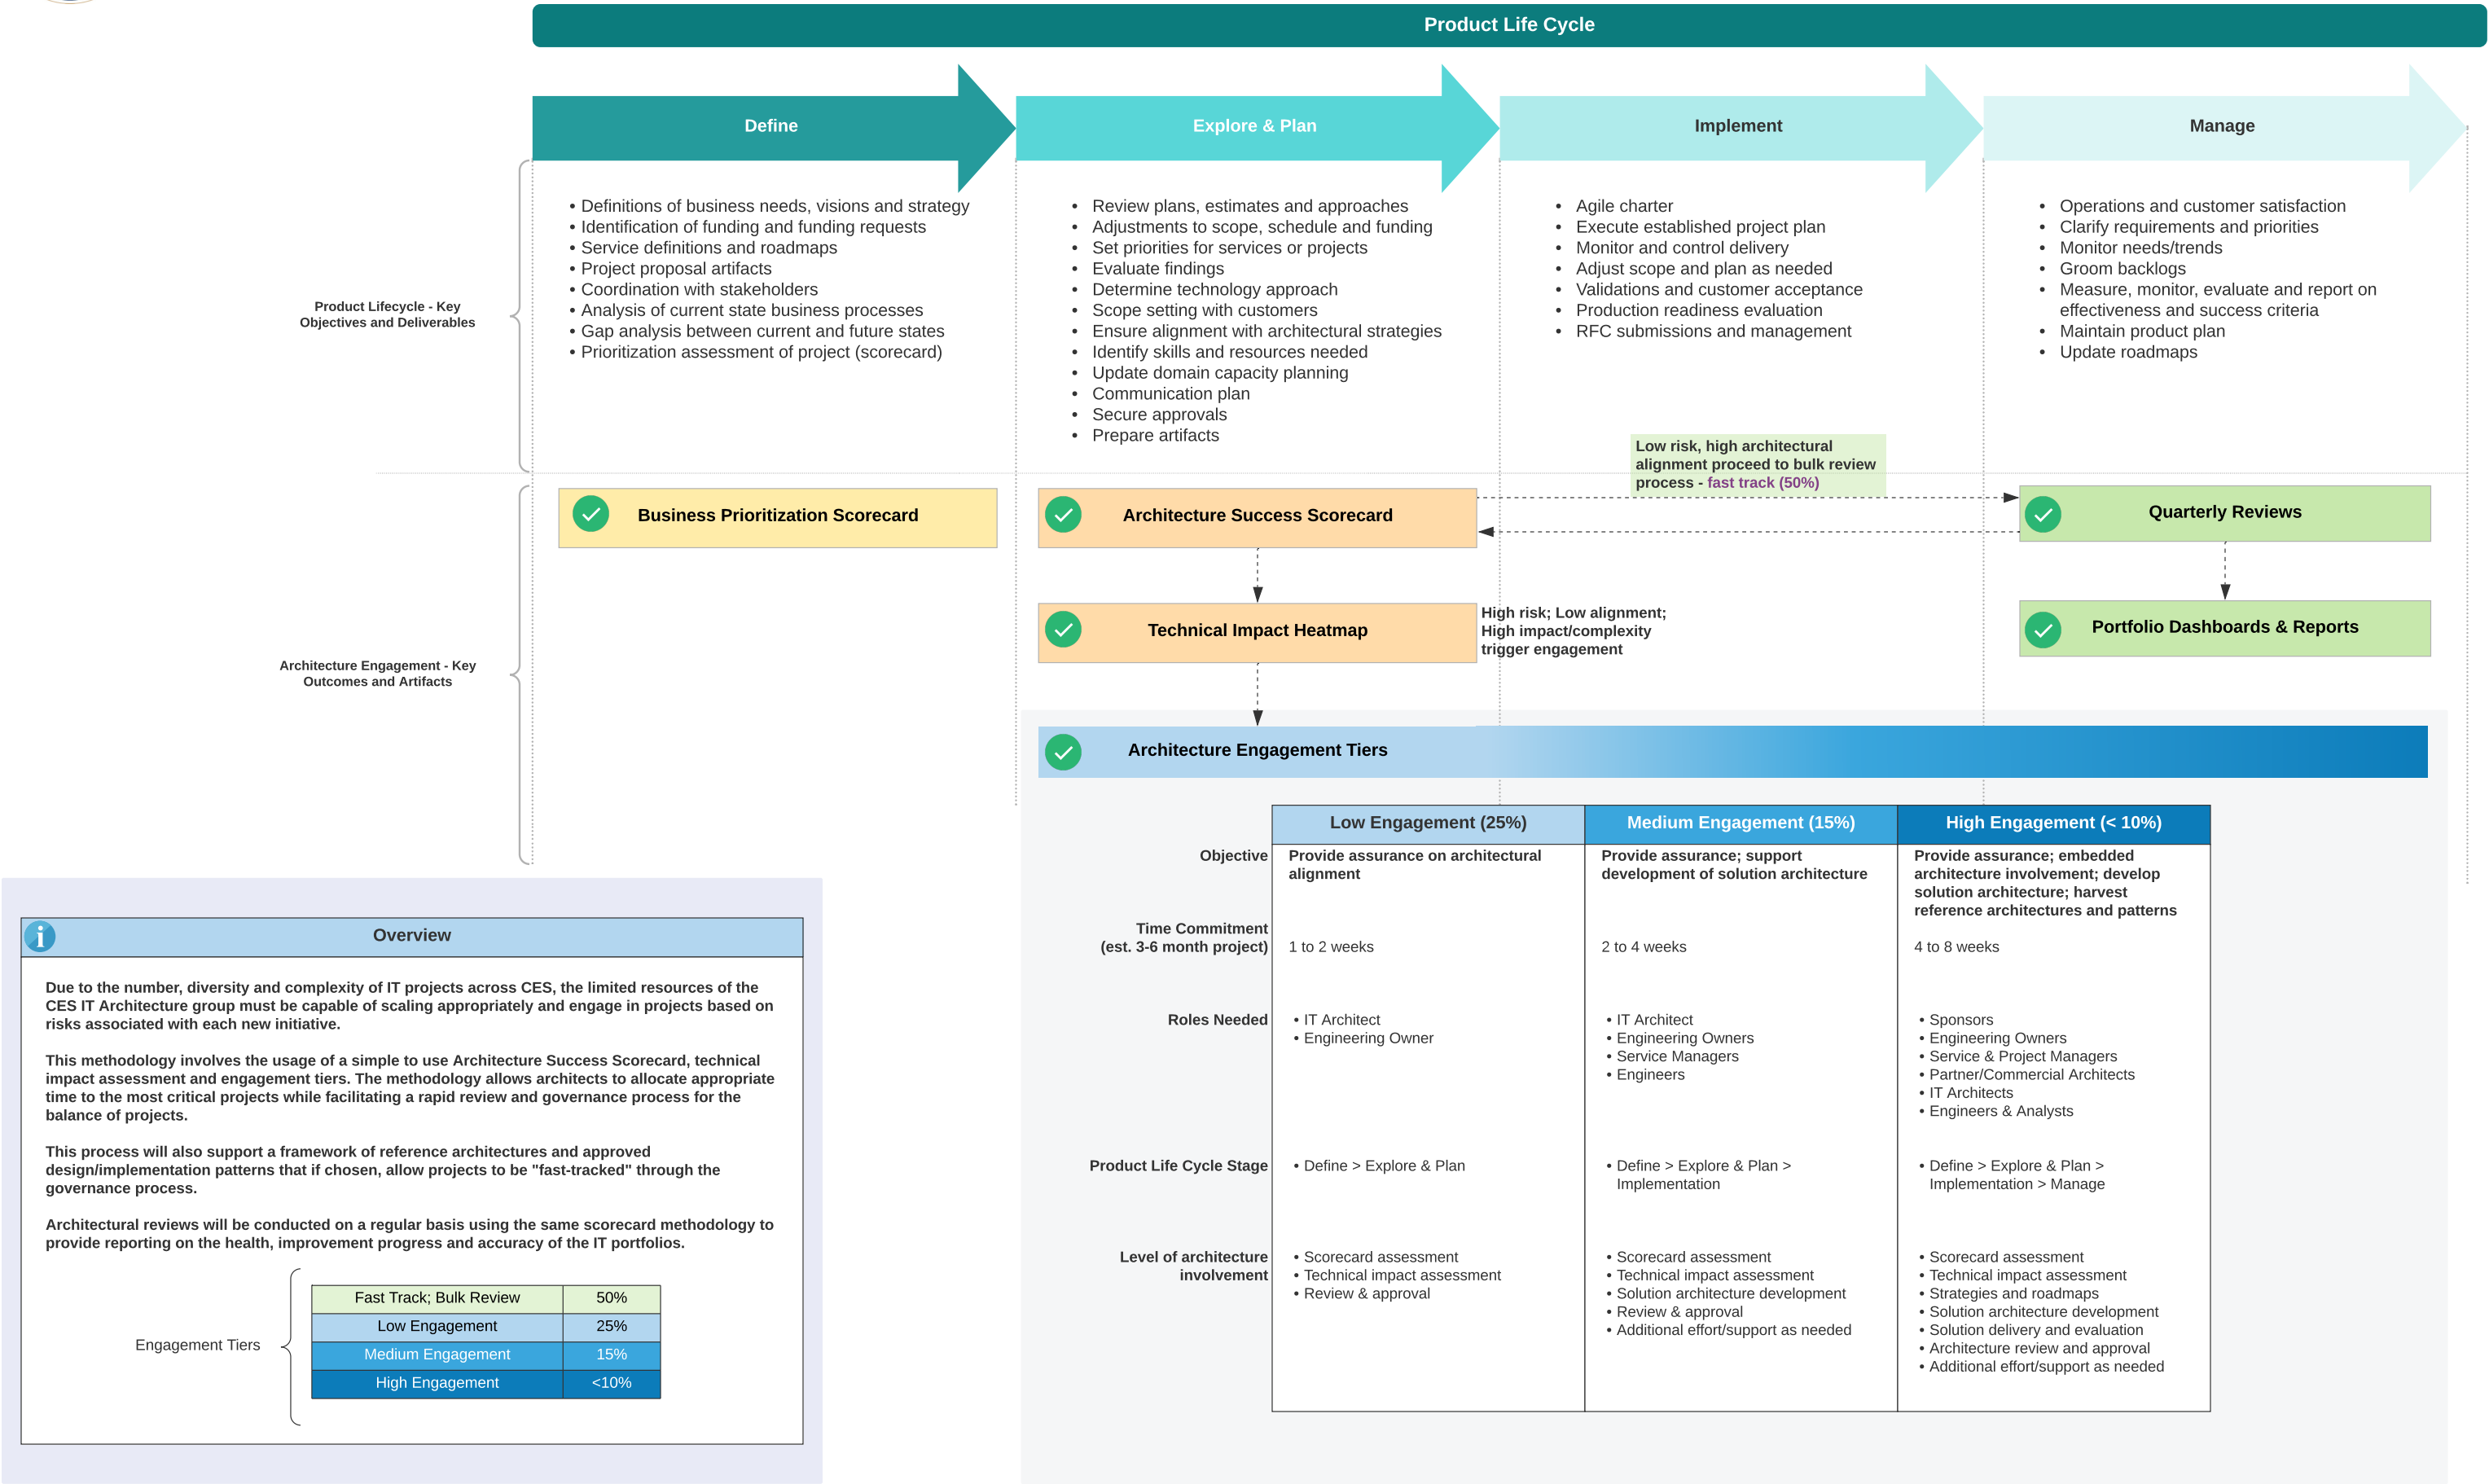 Product Life Cycle
Define
Explore & Plan
Implement
Manage
Product Lifecycle - Key
Objectives and Deliverables
• Definitions of business needs, visions and strategy
• Identification of funding and funding requests
• Service definitions and roadmaps
• Project proposal artifacts
• Coordination with stakeholders
• Analysis of current state business processes
• Gap analysis between current and future states
• Prioritization assessment of project (scorecard)
• Review plans, estimates and approaches
• Adjustments to scope, schedule and funding
• Set priorities for services or projects
• Evaluate findings
• Determine technology approach
• Scope setting with customers
• Ensure alignment with architectural strategies
• Identify skills and resources needed
• Update domain capacity planning
• Communication plan
• Secure approvals
• Prepare artifacts
• Agile charter
• Execute established project plan
• Monitor and control delivery
• Adjust scope and plan as needed
• Validations and customer acceptance
• Production readiness evaluation
• RFC submissions and management
• Operations and customer satisfaction
• Clarify requirements and priorities
• Monitor needs/trends
• Groom backlogs
• Measure, monitor, evaluate and report on
effectiveness and success criteria
• Maintain product plan
• Update roadmaps
Architecture Engagement - Key
Outcomes and Artifacts
Business Prioritization Scorecard
Architecture Success Scorecard
Low risk, high architectural
alignment proceed to bulk review
process - fast track (50%)
Quarterly Reviews
Technical Impact Heatmap
High risk; Low alignment;
High impact/complexity
trigger engagement
Portfolio Dashboards & Reports
Architecture Engagement Tiers
Low Engagement (25%)
Medium Engagement (15%)
High Engagement (< 10%)
Objective
Provide assurance on architectural
alignment
Provide assurance; support
development of solution architecture
Provide assurance; embedded
architecture involvement; develop
solution architecture; harvest
reference architectures and patterns
Time Commitment
(est. 3-6 month project)
1 to 2 weeks
2 to 4 weeks
4 to 8 weeks
Roles Needed
• IT Architect
• Engineering Owner
• IT Architect
• Engineering Owners
• Service Managers
• Engineers
• Sponsors
• Engineering Owners
• Service & Project Managers
• Partner/Commercial Architects
• IT Architects
• Engineers & Analysts
Product Life Cycle Stage
• Define > Explore & Plan
• Define > Explore & Plan >
Implementation
• Define > Explore & Plan >
Implementation > Manage
Level of architecture
involvement
• Scorecard assessment
• Technical impact assessment
• Review & approval
• Scorecard assessment
• Technical impact assessment
• Solution architecture development
• Review & approval
• Additional effort/support as needed
• Scorecard assessment
• Technical impact assessment
• Strategies and roadmaps
• Solution architecture development
• Solution delivery and evaluation
• Architecture review and approval
• Additional effort/support as needed
Overview
Due to the number, diversity and complexity of IT projects across CES, the limited resources of the
CES IT Architecture group must be capable of scaling appropriately and engage in projects based on
risks associated with each new initiative.
This methodology involves the usage of a simple to use Architecture Success Scorecard, technical
impact assessment and engagement tiers. The methodology allows architects to allocate appropriate
time to the most critical projects while facilitating a rapid review and governance process for the
balance of projects.
This process will also support a framework of reference architectures and approved
design/implementation patterns that if chosen, allow projects to be "fast-tracked" through the
governance process.
Architectural reviews will be conducted on a regular basis using the same scorecard methodology to
provide reporting on the health, improvement progress and accuracy of the IT portfolios.
Engagement Tiers
Fast Track; Bulk Review 50%
Low Engagement 25%
Medium Engagement 15%
High Engagement <10%